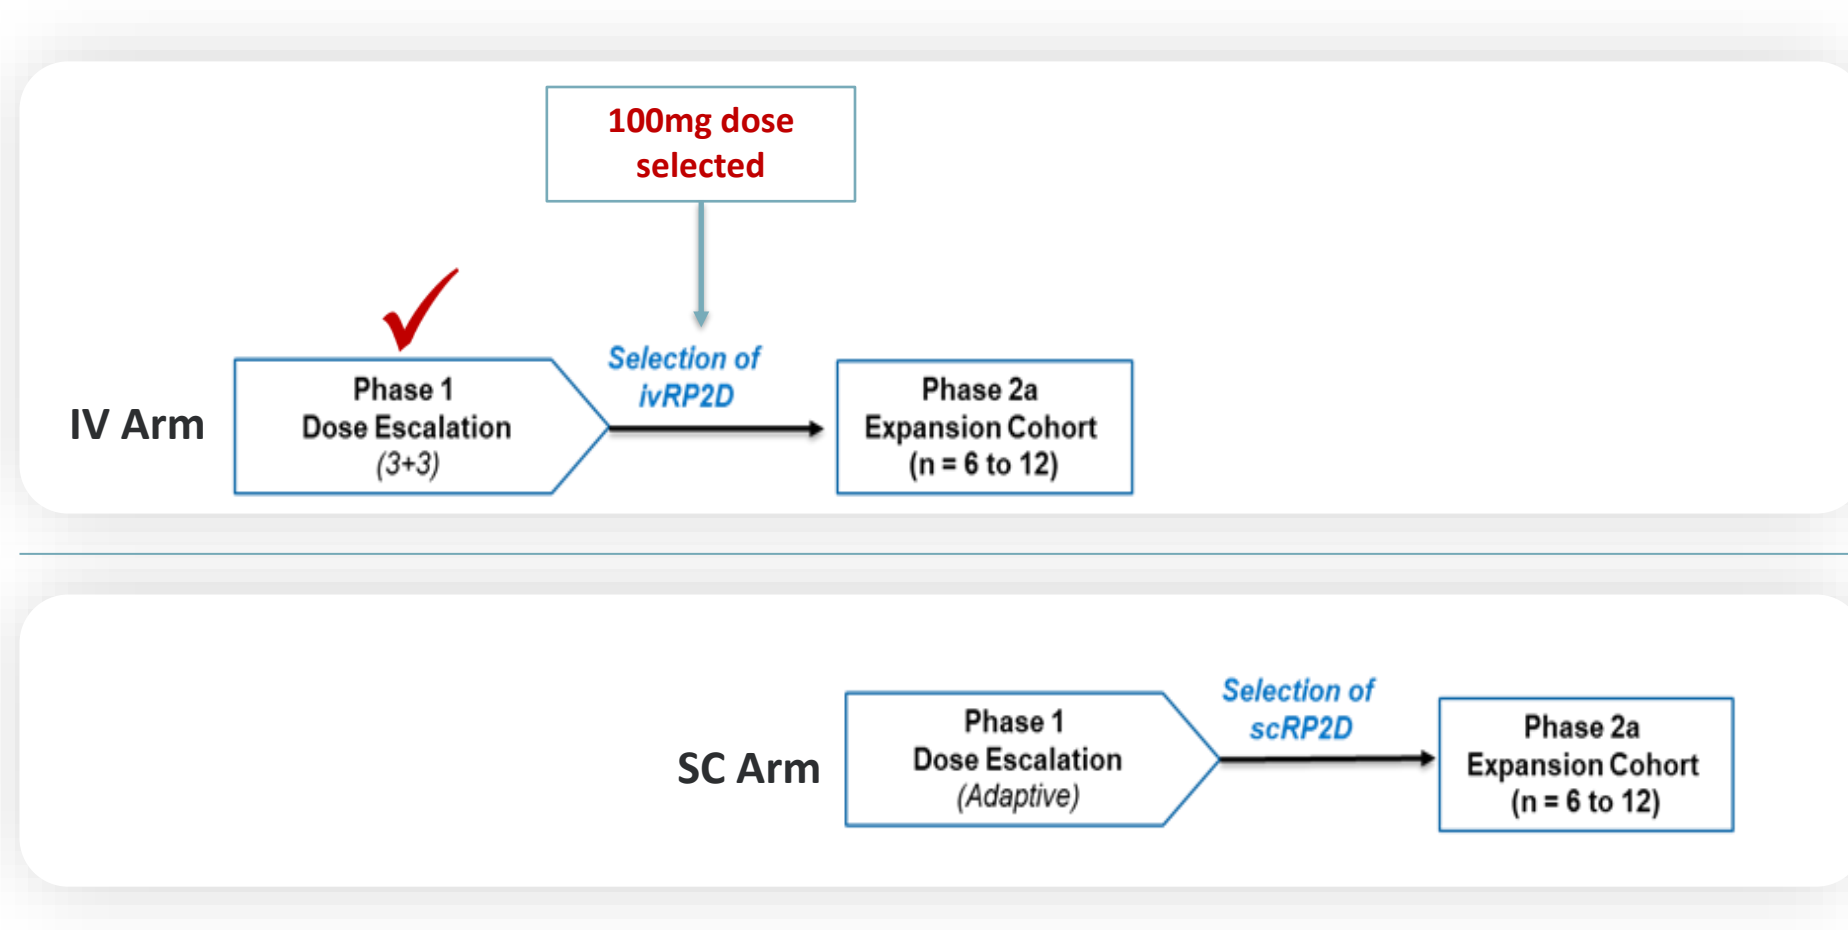 100mg dose
selected
Selection of
ivRP2D
IV Arm
Phase 1
Dose Escalation
(3+3)
Phase 2a
Expansion Cohort
(n = 6 to 12)
SC Arm
Phase 1
Dose Escalation
(Adaptive)
Selection of
scRP2D
Phase 2a
Expansion Cohort
(n = 6 to 12)